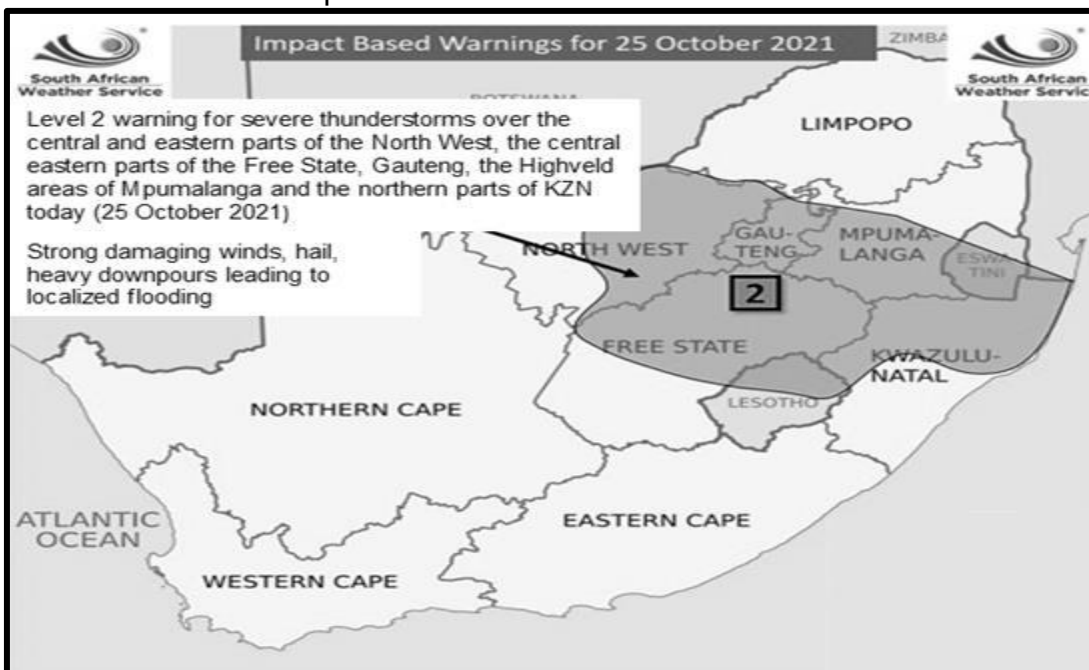 Impact Based Warnings for 25 October 2021
South African
Weather Service
ZIMBA
South African
Weather Servic
BOTSWANA
Level 2 warning for severe thunderstorms over the
central and eastern parts of the North West, the central
eastern parts of the Free State, Gauteng, the Highveld
areas of Mpumalanga and the northern parts of KZN
today (25 October 2021)
Strong damaging winds, hail,
heavy downpours leading to
localized flooding
LIMPOPO
NORTH WEST
GAU-
TENG
MPUMA-
LANGA
ESWA
TINI
2
FREE STATE
KWAZULU-
NATAL
LESOTHO
NORTHERN CAPE
ATLANTIC
OCEAN
EASTERN CAPE
WESTERN CAPE